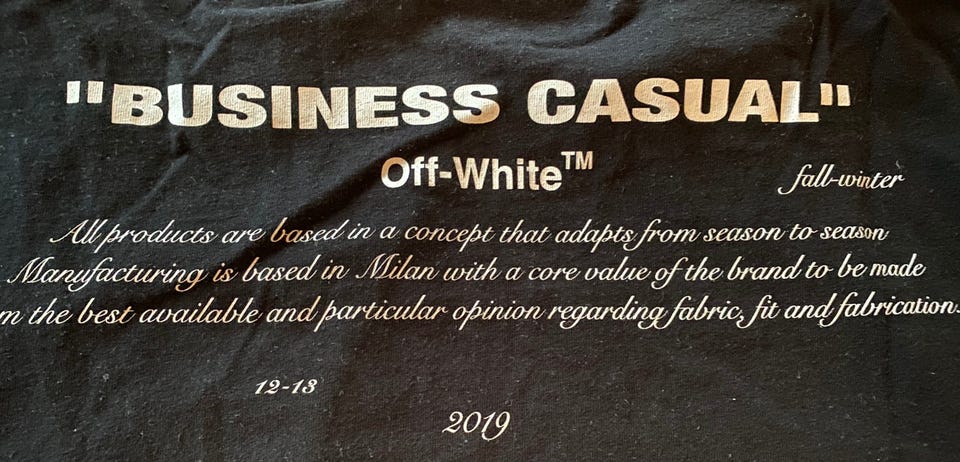 "BUSINESS CASUAL"
Off-White™
fall-winter
All products are based in a concept that adapts from season to season
Manufacturing is based in Milan with a core value of the brand to be made
m the best available and particular opinion regarding fabric, fit and fabrication.
12-13
2019